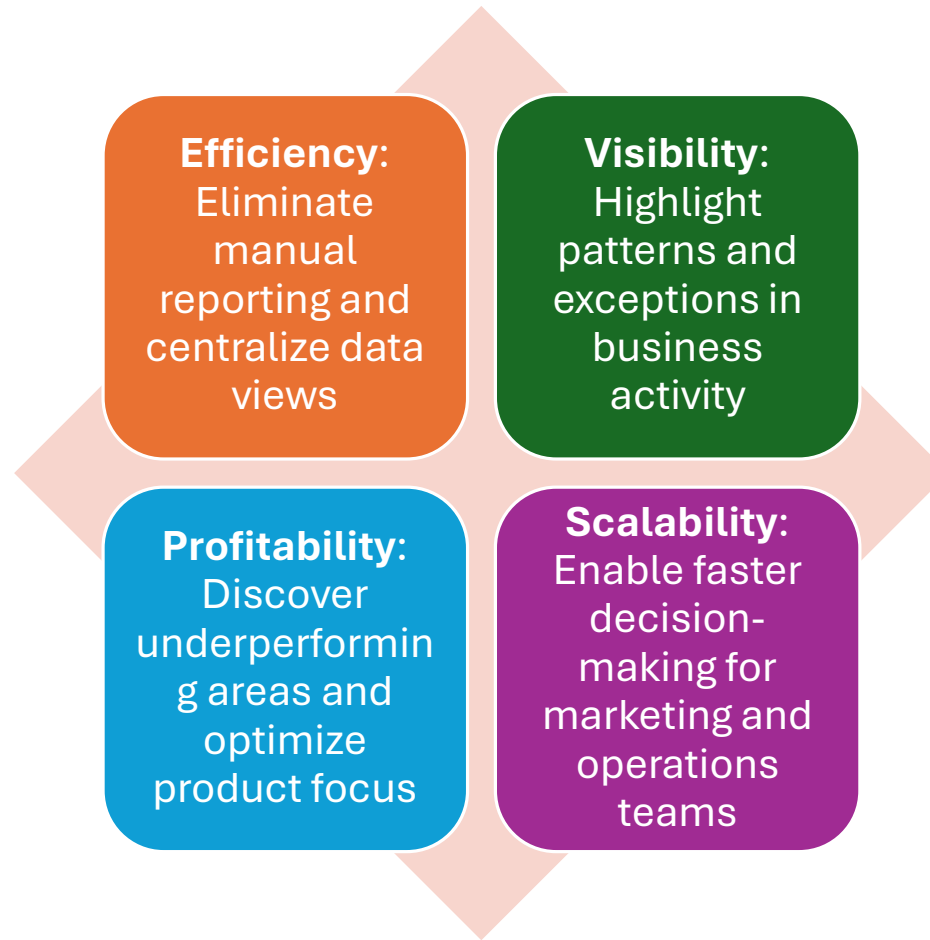 Efficiency:
Eliminate
manual
reporting and
centralize data
views
Visibility:
Highlight
patterns and
exceptions in
business
activity
Profitability:
Discover
underperformin
g areas and
optimize
product focus
Scalability:
Enable faster
decision-
making for
marketing and
operations
teams